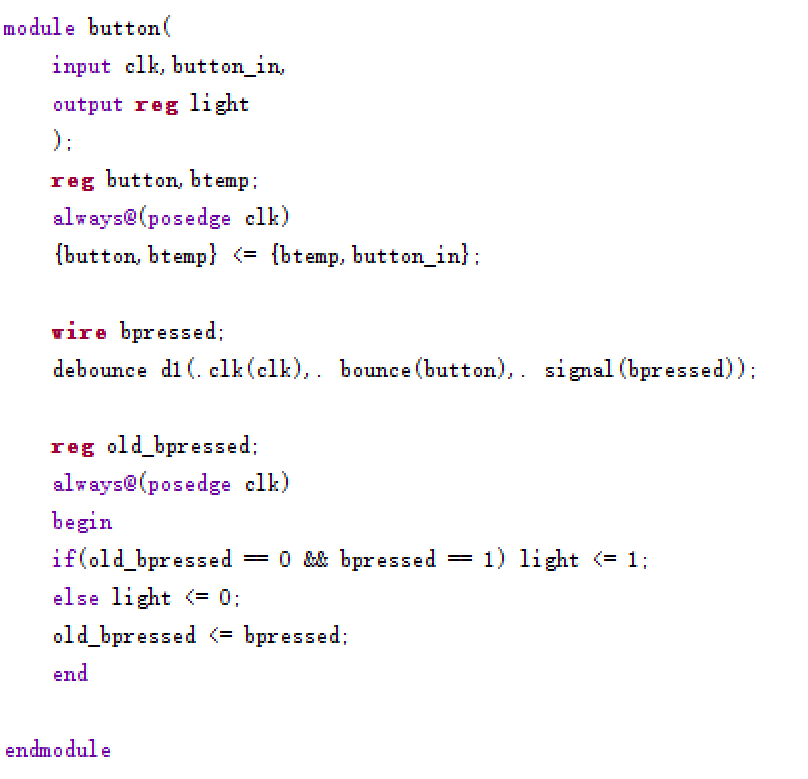 module button(
input clk,button_in,
output reg light
);
reg button,btemp;
always@(posedge clk)
{button,btemp} <= {btemp,button_in};
wire bpressed;
debounce d1(.clk(clk),. bounce(button),. signal(bpressed));
reg old_bpressed;
always@(posedge clk)
begin
if(old_bpressed == 0 && bpressed == 1) light <= 1;
else light <= 0;
old_bpressed <= bpressed;
end
endmodule